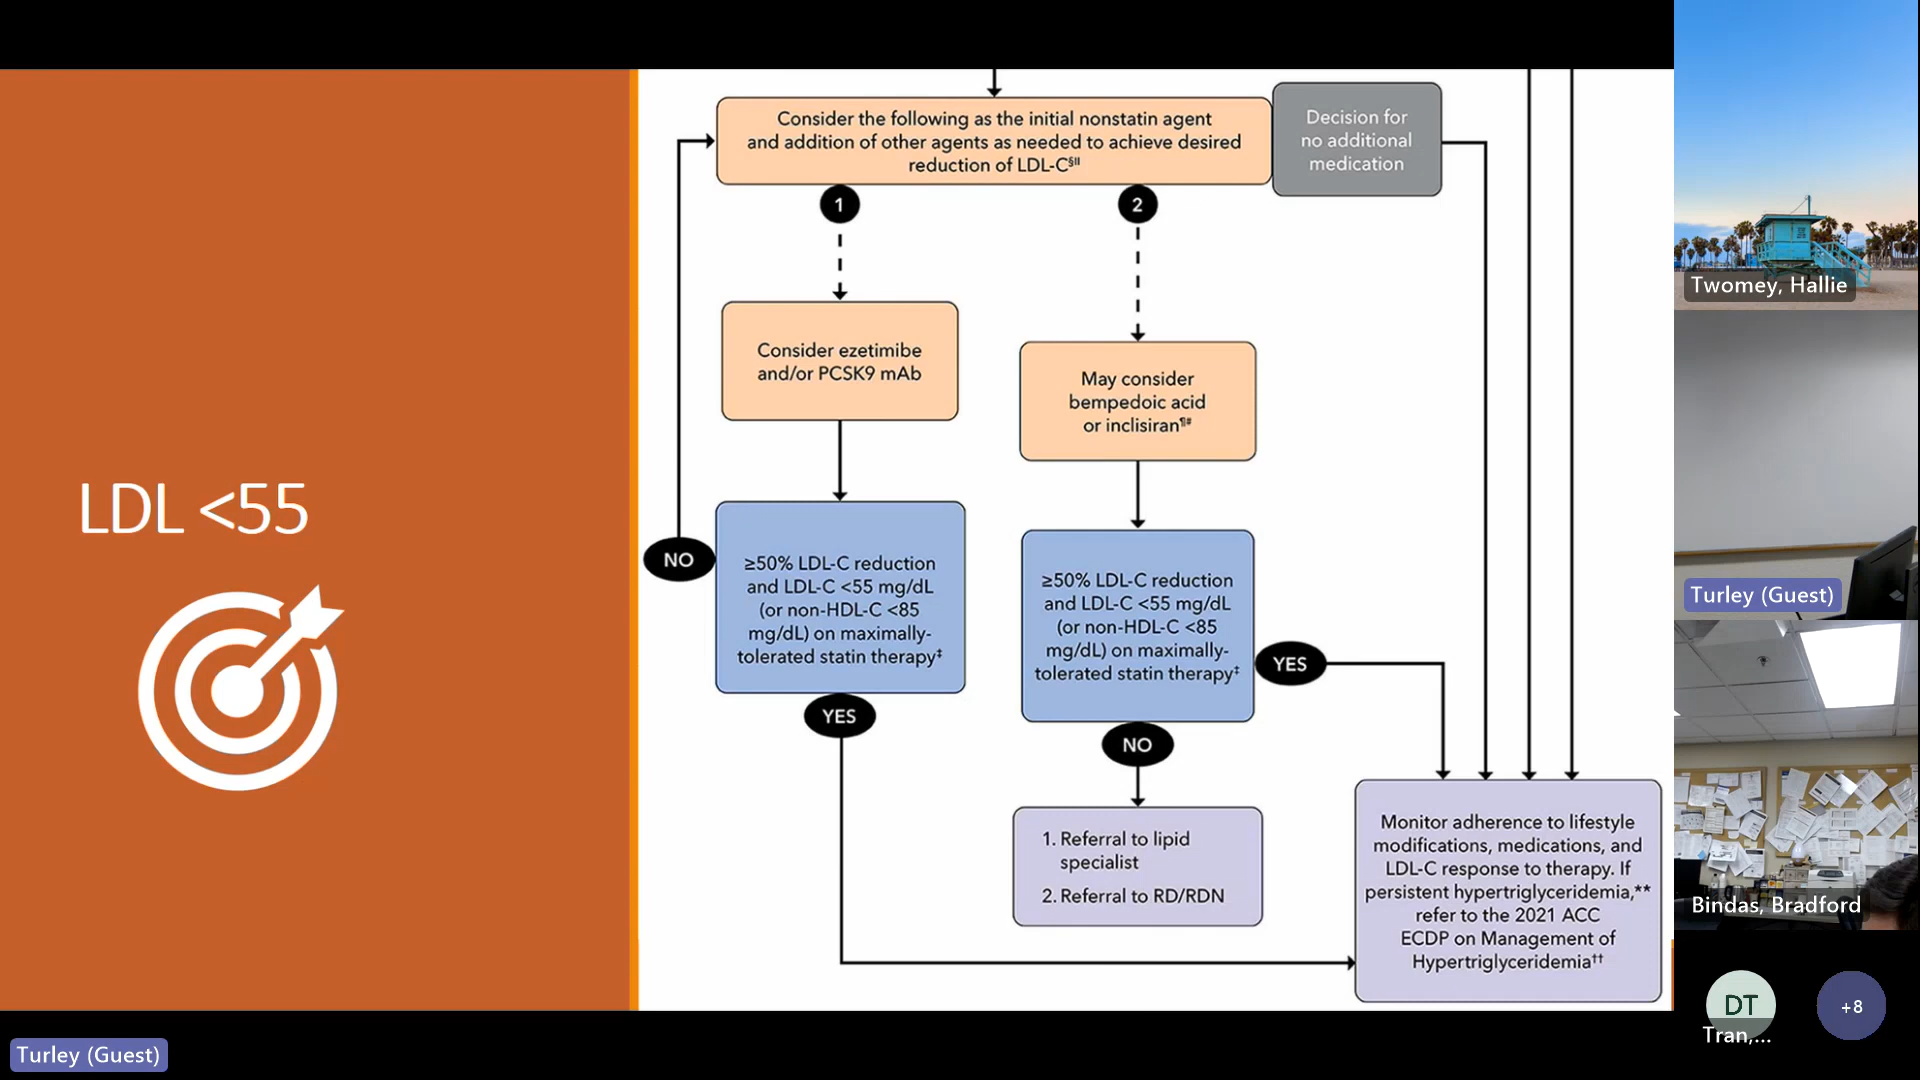 LDL <55
Consider the following as the initial nonstatin agent
and addition of other agents as needed to achieve desired
reduction of LDL-C§||
Decision for
no additional
medication
1
2
Consider ezetimibe
and/or PCSK9 mAb
May consider
bempedoic acid
or inclisiran¶#
NO
≥50% LDL-C reduction
and LDL-C <55 mg/dL
(or non-HDL-C <85
mg/dL) on maximally-
tolerated statin therapy‡
YES
≥50% LDL-C reduction
and LDL-C <55 mg/dL
(or non-HDL-C <85
mg/dL) on maximally-
tolerated statin therapy‡
YES
NO
1. Referral to lipid
specialist
2. Referral to RD/RDN
Monitor adherence to lifestyle
modifications, medications, and
LDL-C response to therapy. If
persistent hypertriglyceridemia,**
refer to the 2021 ACC
ECDP on Management of
Hypertriglyceridemia††
Twomey, Hallie
Turley (Guest)
Bindas, Bradford
DT
Tran,...
+8
Turley (Guest)